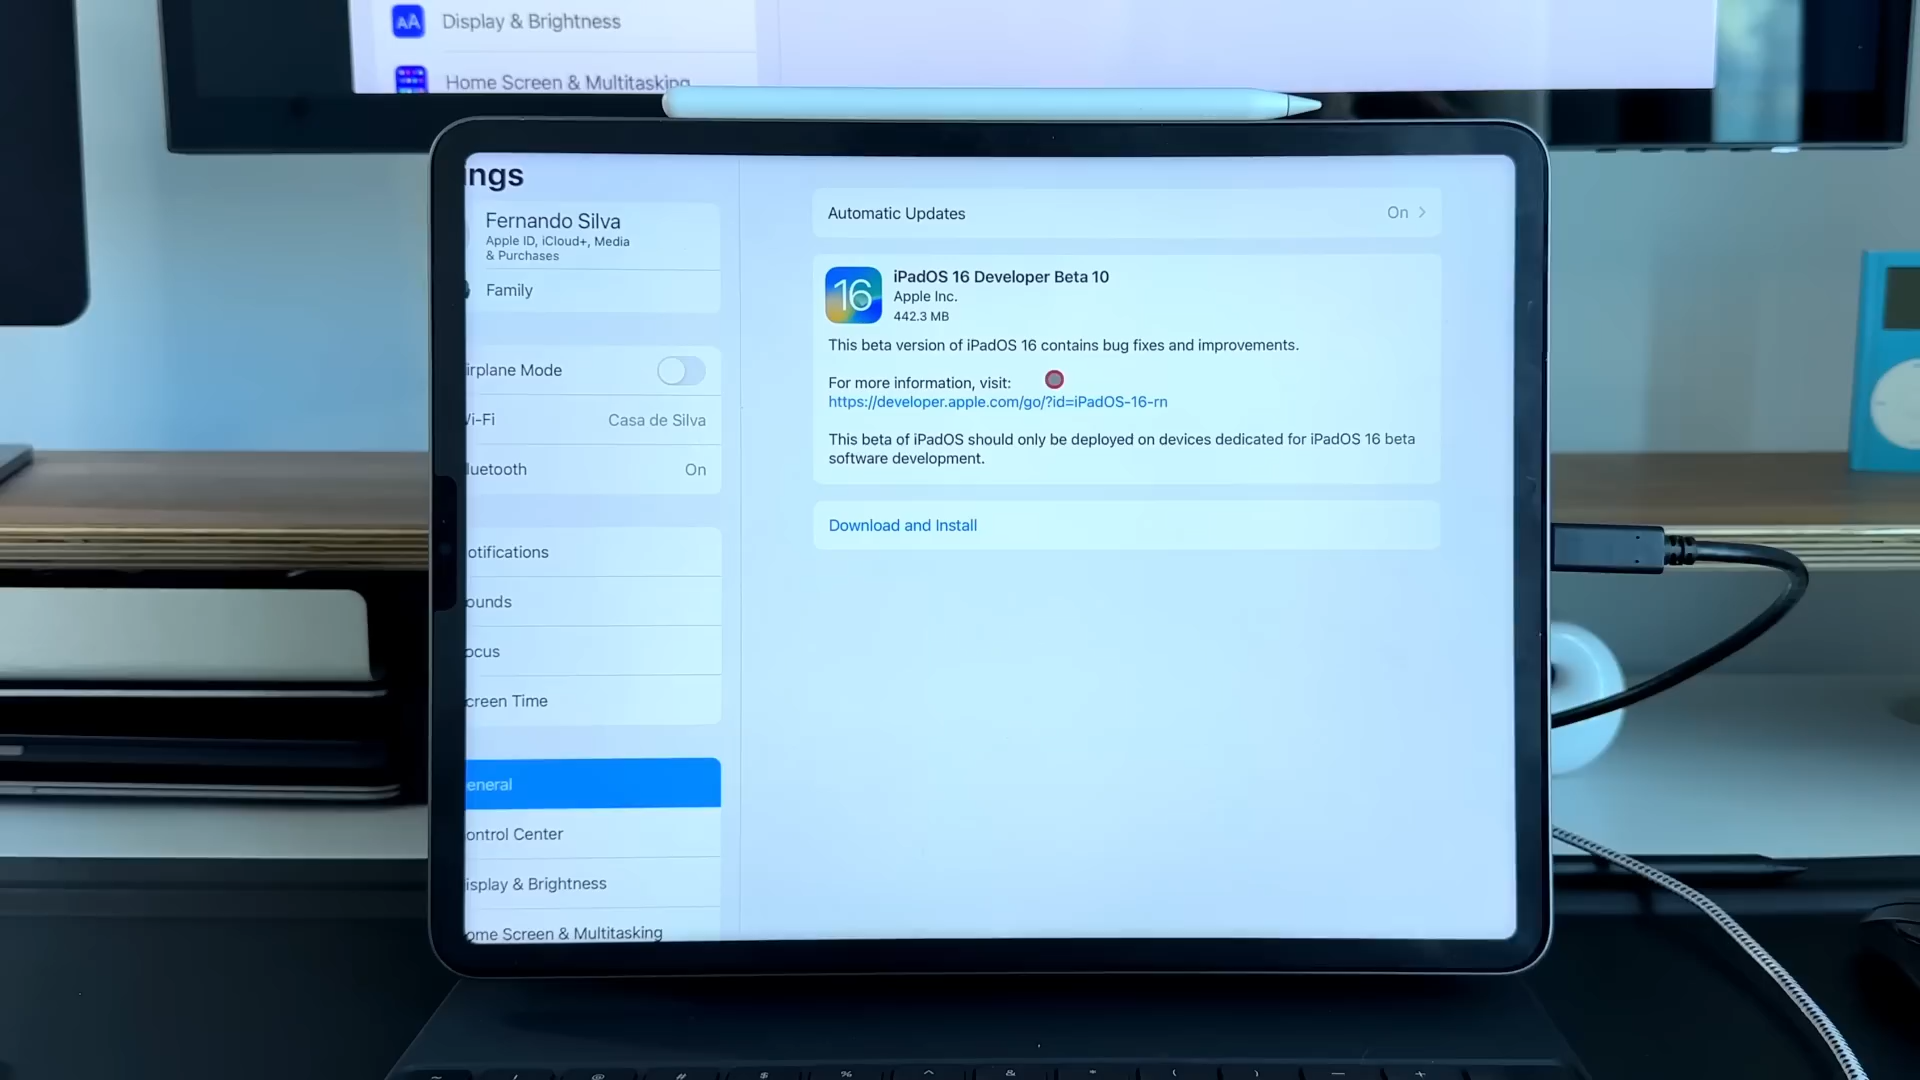 Display & Brightness
Home Screen & Multitasking
ngs
Fernando Silva
Apple ID, iCloud+, Media
& Purchases
Family
irplane Mode
Wi-Fi
Casa de Silva
luetooth
On
otifications
ounds
ocus
creen Time
eneral
ontrol Center
isplay & Brightness
ome Screen & Multitasking
Automatic Updates
On
16
iPadOS 16 Developer Beta 10
Apple Inc.
442.3 MB
This beta version of iPadOS 16 contains bug fixes and improvements.
For more information, visit:
https://developer.apple.com/go/?id=iPadOS-16-rn
This beta of iPadOS should only be deployed on devices dedicated for iPadOS 16 beta
software development.
Download and Install